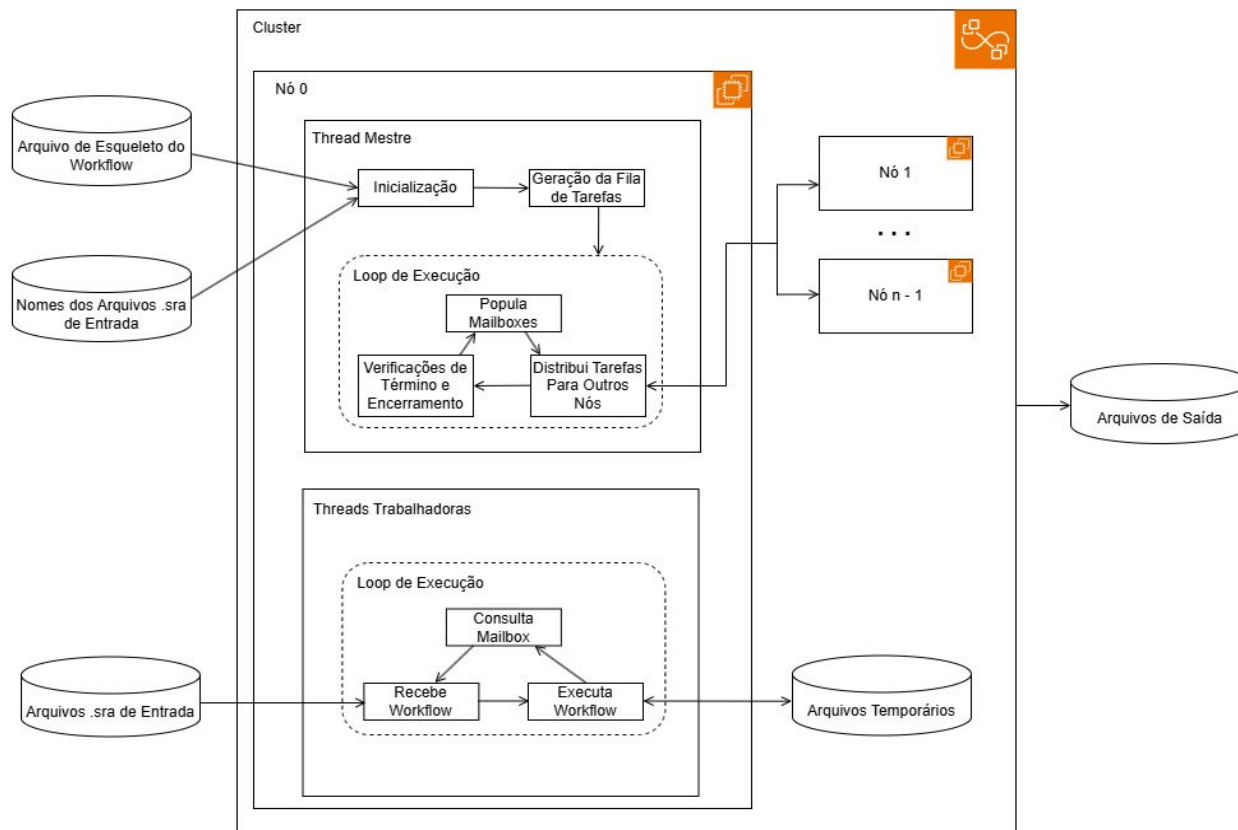 Cluster
Nó 0
Thread Mestre
Arquivo de Esqueleto do
Workflow
Inicialização
Geração da Fila
de Tarefas
Nó 1
. . .
Nó n - 1
Nomes dos Arquivos .sra
de Entrada
Loop de Execução
Popula
Mailboxes
Verificações de
Término e
Encerramento
Distribui Tarefas
Para Outros
Nós
Arquivos de Saída
Threads Trabalhadoras
Loop de Execução
Consulta
Mailbox
Recebe
Workflow
Executa
Workflow
Arquivos .sra de Entrada
Arquivos Temporários